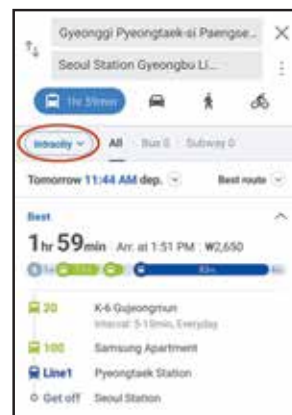 Gyeonggi Pyeongtaek-si Paengse...
Seoul Station Gyeongbu Li...
1hr 59min
Intracity All Bus 0 Subway 0
Tomorrow 11:44 AM dep. Best route
Best
1hr 59min Arr. at 1:51 PM ₩2,650
20 K-6 Gujeongmun
Interval: 5-15min, Everyday
100 Samsung Apartment
Line1 Pyeongtaek Station
Get off Seoul Station